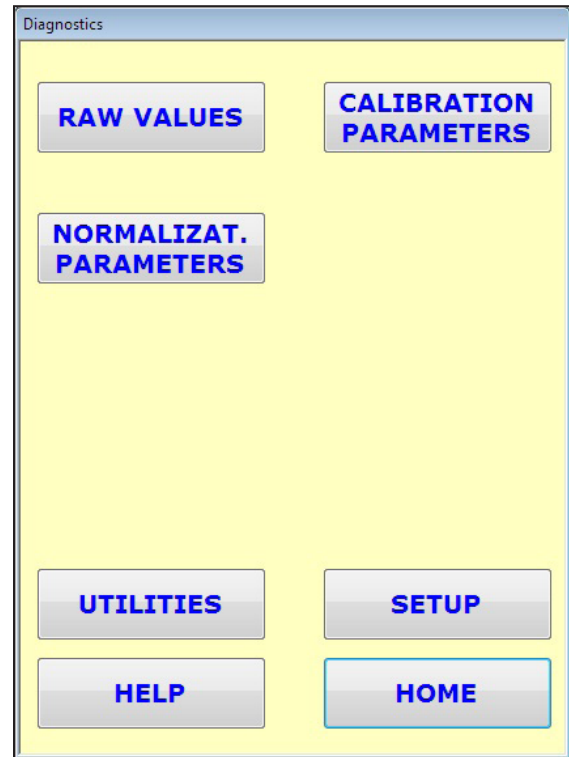 Diagnostics
RAW VALUES
CALIBRATION
PARAMETERS
NORMALIZAT.
PARAMETERS
UTILITIES
SETUP
HELP
HOME